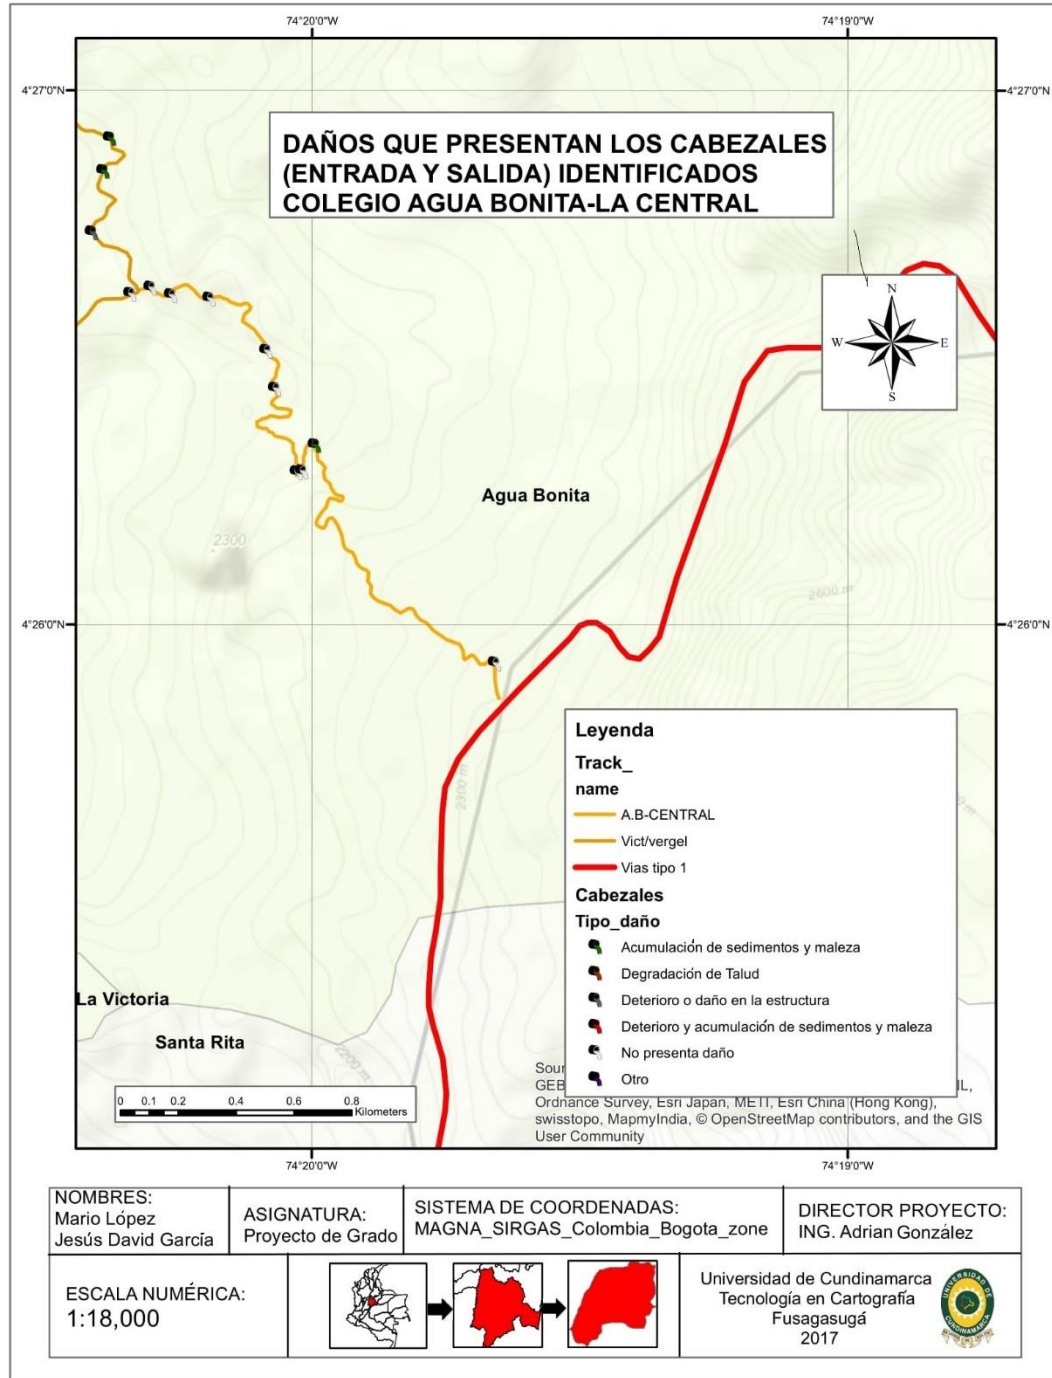 74°20'0"W
74°19'0"W
4°27'0"N
4°27'0"N
DAÑOS QUE PRESENTAN LOS CABEZALES
(ENTRADA Y SALIDA) IDENTIFICADOS
COLEGIO AGUA BONITA-LA CENTRAL
N
W
E
S
Agua Bonita
2300
2600 m
4°26'0"N
4°26'0"N
2300 m
Leyenda
Track_
name
A.B-CENTRAL
Vict/vergel
Vias tipo 1
Cabezales
Tipo_daño
Acumulación de sedimentos y maleza
Degradación de Talud
Deterioro o daño en la estructura
Deterioro y acumulación de sedimentos y maleza
No presenta daño
Otro
La Victoria
Santa Rita
2200 m
0 0.1 0.2 0.4 0.6 0.8
Kilometers
Sour
GEB IL,
Ordnance Survey, Esri Japan, METI, Esri China (Hong Kong),
swisstopo, MapmyIndia, © OpenStreetMap contributors, and the GIS
User Community
74°20'0"W
74°19'0"W
NOMBRES:
Mario López
Jesús David García
ASIGNATURA:
Proyecto de Grado
SISTEMA DE COORDENADAS:
MAGNA_SIRGAS_Colombia_Bogota_zone
DIRECTOR PROYECTO:
ING. Adrian González
ESCALA NUMÉRICA:
1:18,000
Universidad de Cundinamarca
Tecnología en Cartografía
Fusagasugá
2017
UNIVERSIDAD DE
CUNDINAMARCA